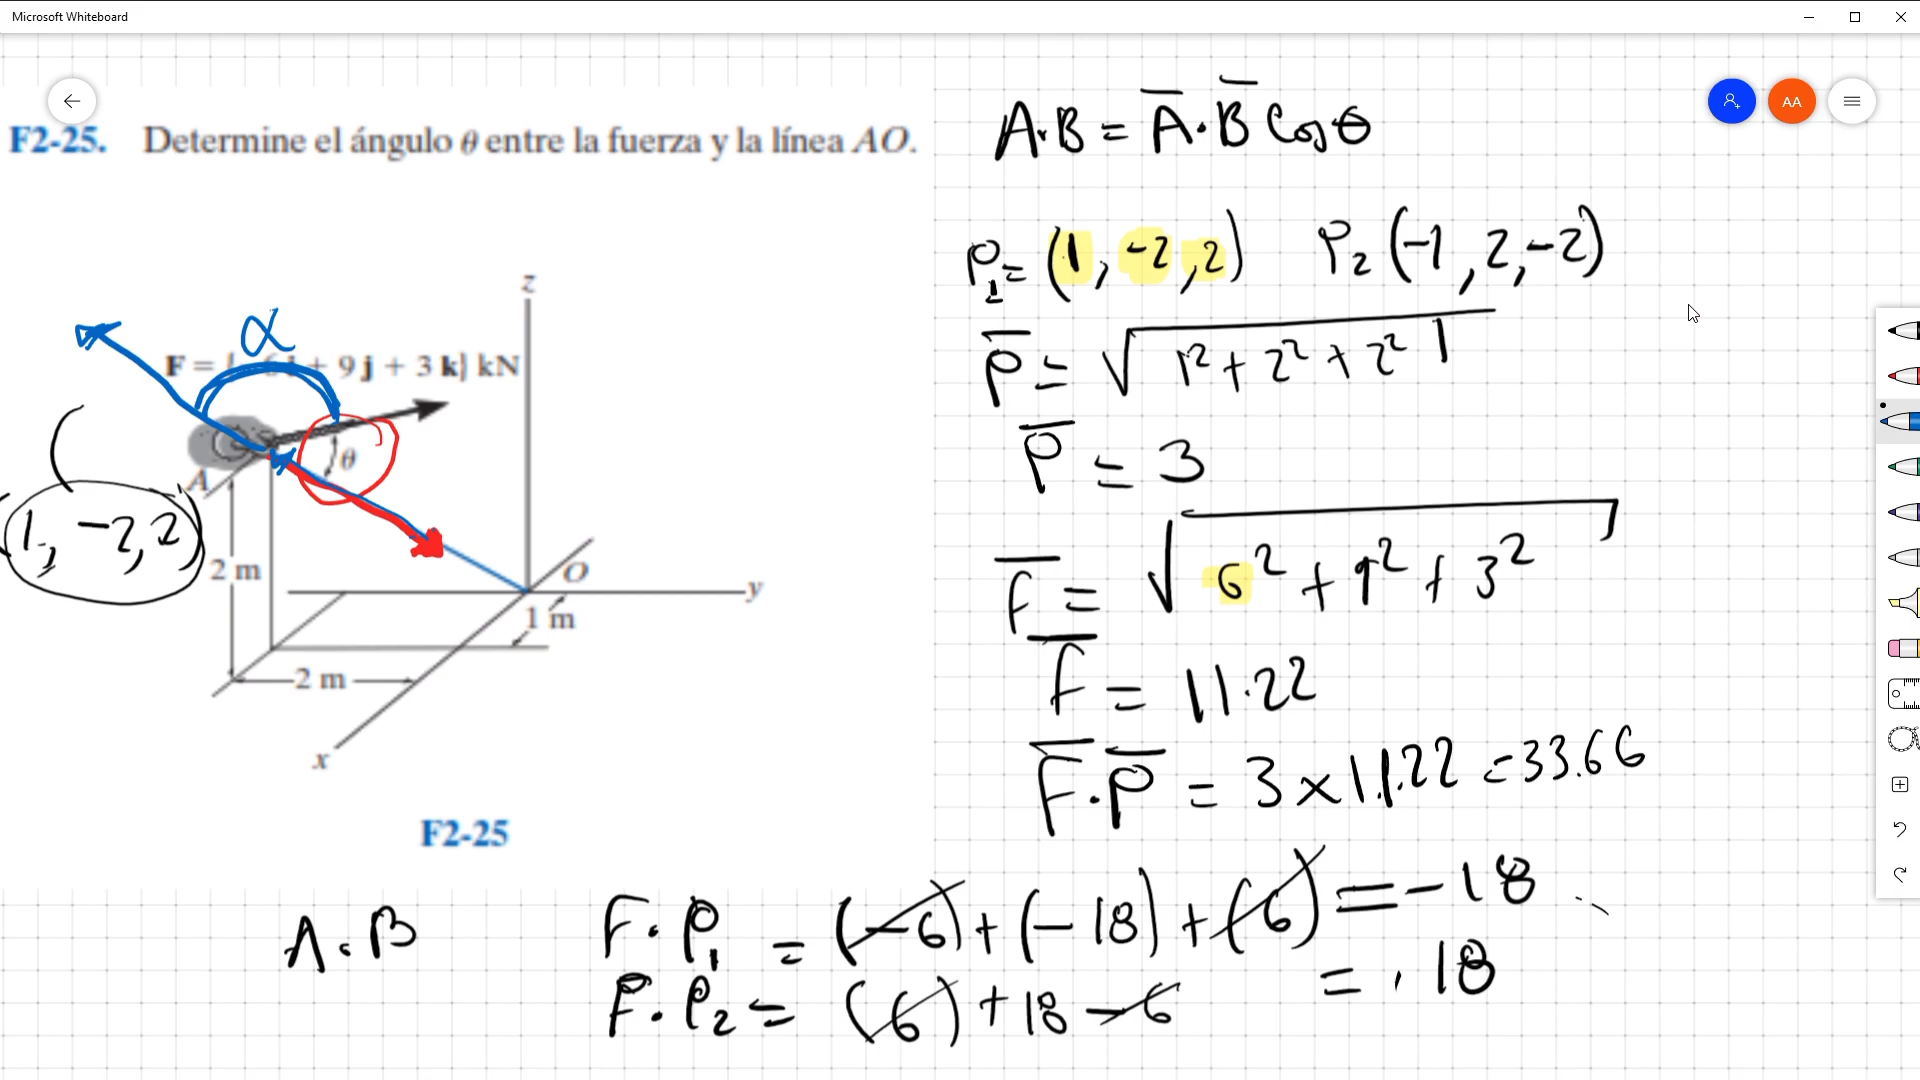 Microsoft Whiteboard
AA
F2-25. Determine el ángulo θ entre la fuerza y la línea AO.
A·B = A·B Cos θ
P1 = (1, -2, 2) P2 (-1, 2, -2)
P = √1² + 2² + 2²
P = 3
F = √6² + 9² + 3²
F = 11.22
F·P = 3 x 11.22 = 33.66
z
α
F = { + 9 j + 3 k} kN
θ
A
(1, -2, 2)
2 m
O
y
1 m
2 m
x
F2-25
A·B
F·P1 = (-6) + (-18) + (6) = -18
F·P2 = (6) + 18 - 6 = 18